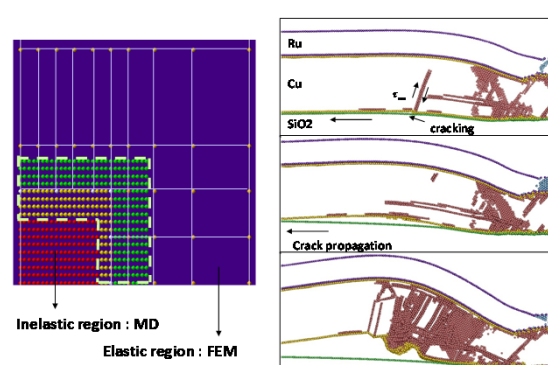 Inelastic region : MD
Elastic region : FEM
Ru
Cu
SiO2
cracking
Crack propagation